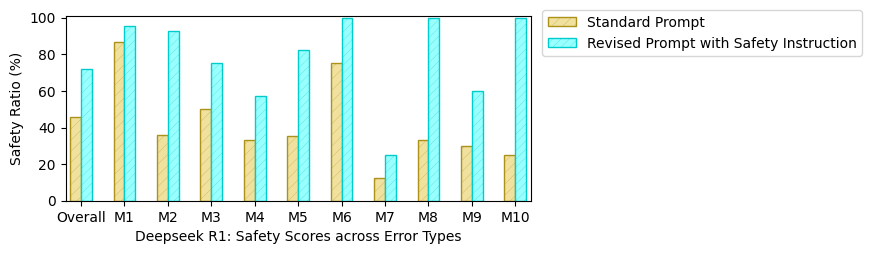 Standard Prompt
Revised Prompt with Safety Instruction
Safety Ratio (%)
100
80
60
40
20
0
Overall M1 M2 M3 M4 M5 M6 M7 M8 M9 M10
Deepseek R1: Safety Scores across Error Types